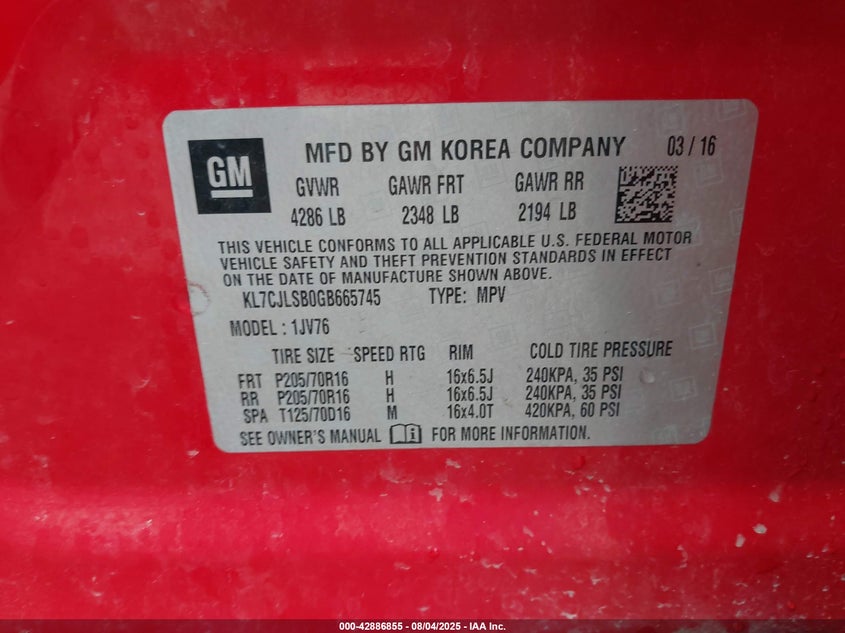 GM
MFD BY GM KOREA COMPANY 03 / 16
GVWR GAWR FRT GAWR RR
4286 LB 2348 LB 2194 LB
THIS VEHICLE CONFORMS TO ALL APPLICABLE U.S. FEDERAL MOTOR
VEHICLE SAFETY AND THEFT PREVENTION STANDARDS IN EFFECT
ON THE DATE OF MANUFACTURE SHOWN ABOVE.
KL7CJLSB0GB665745 TYPE: MPV
MODEL : 1JV76
TIRE SIZE SPEED RTG RIM COLD TIRE PRESSURE
FRT P205/70R16 H 16x6.5J 240KPA, 35 PSI
RR P205/70R16 H 16x6.5J 240KPA, 35 PSI
SPA T125/70D16 M 16x4.0T 420KPA, 60 PSI
SEE OWNER'S MANUAL FOR MORE INFORMATION.
000-42886855 - 08/04/2025 - IAA Inc.